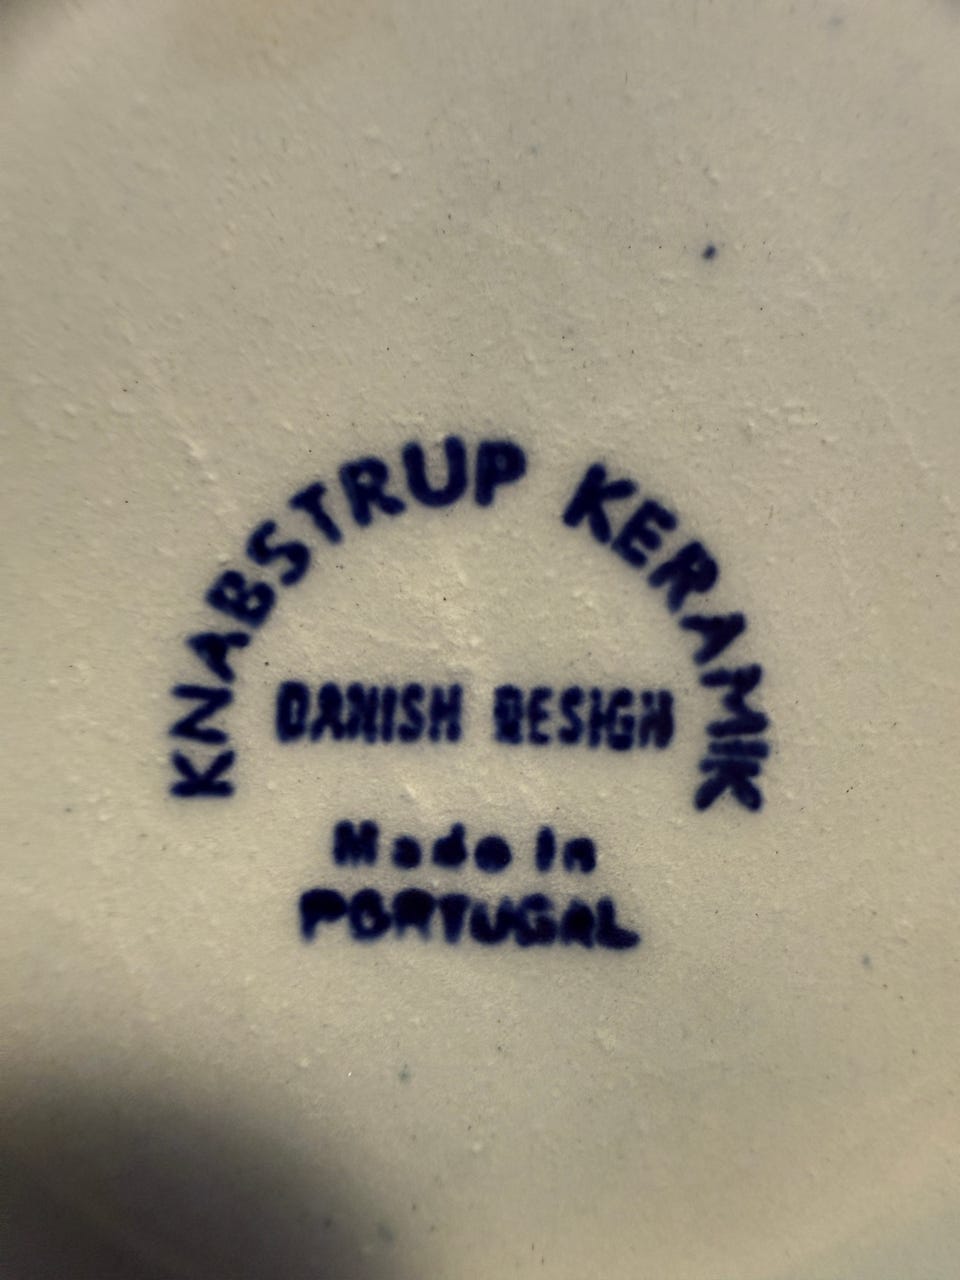 KNABSTRUP KERAMIK
DANISH DESIGN
Made In
PORTUGAL